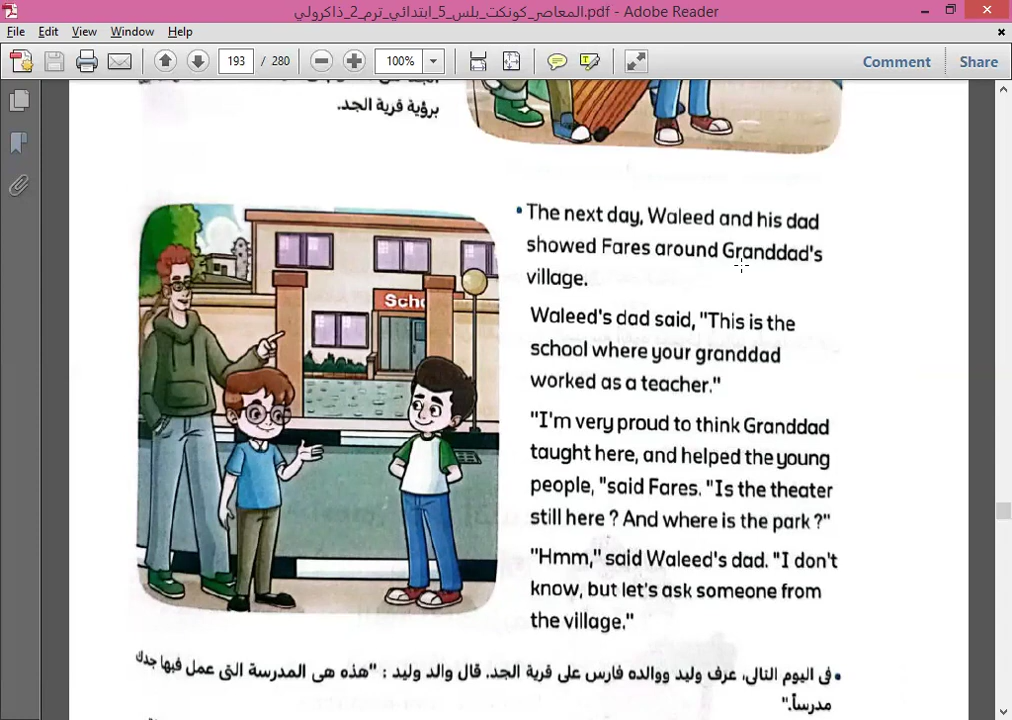 المعاصر_كونكت_بلس_5_ابتدائي_ترم_2_ذاكرولي.pdf - Adobe Reader
File Edit View Window Help
193 / 280 100% Comment Share
برؤية قرية الجد.
• The next day, Waleed and his dad
showed Fares around Granddad's
village.
Waleed's dad said, "This is the
school where your granddad
worked as a teacher."
"I'm very proud to think Granddad
taught here, and helped the young
people, "said Fares. "Is the theater
still here ? And where is the park ?"
"Hmm," said Waleed's dad. "I don't
know, but let's ask someone from
the village."
Scho
• فى اليوم التالى، عرف وليد ووالده فارس على قرية الجد. قال والد وليد : "هذه هى المدرسة التى عمل فيها جدك
مدرساً."